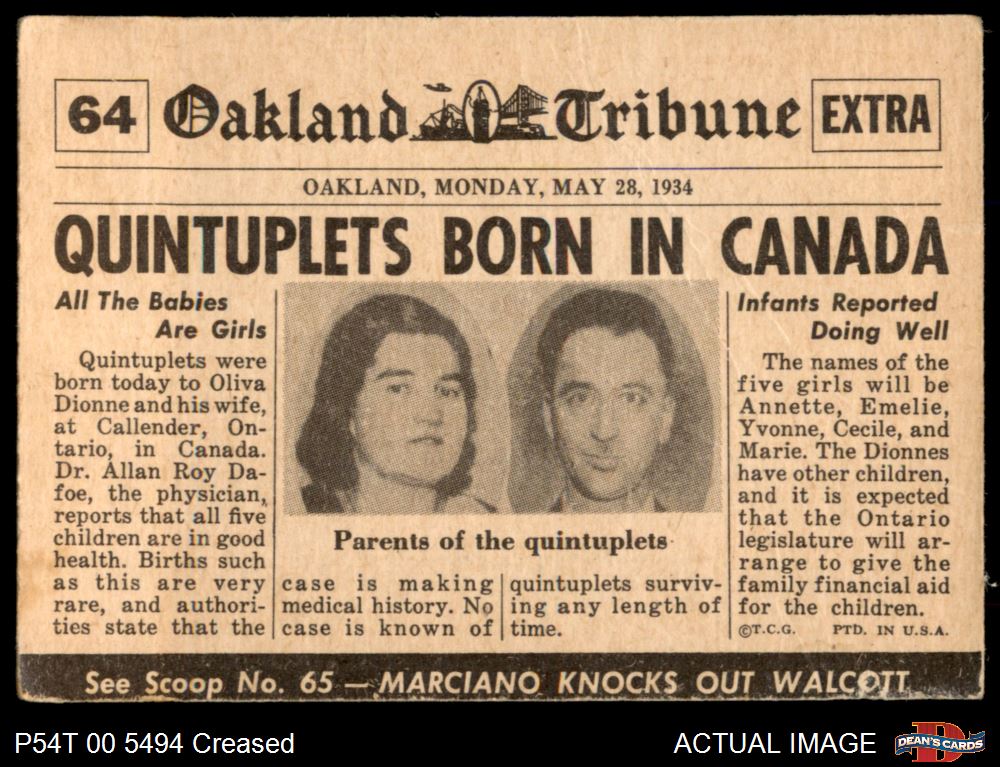 64 Oakland Tribune EXTRA
OAKLAND, MONDAY, MAY 28, 1934
QUINTUPLETS BORN IN CANADA
All The Babies
Are Girls
Quintuplets were
born today to Oliva
Dionne and his wife,
at Callender, On-
tario, in Canada.
Dr. Allan Roy Da-
foe, the physician,
reports that all five
children are in good
health. Births such
as this are very
rare, and authori-
ties state that the
Parents of the quintuplets
case is making
medical history. No
case is known of
quintuplets surviv-
ing any length of
time.
Infants Reported
Doing Well
The names of the
five girls will be
Annette, Emelie,
Yvonne, Cecile, and
Marie. The Dionnes
have other children,
and it is expected
that the Ontario
legislature will ar-
range to give the
family financial aid
for the children.
©T.C.G. PTD. IN U.S.A.
See Scoop No. 65 — MARCIANO KNOCKS OUT WALCOTT
P54T 00 5494 Creased
ACTUAL IMAGE
D
DEAN'S CARDS